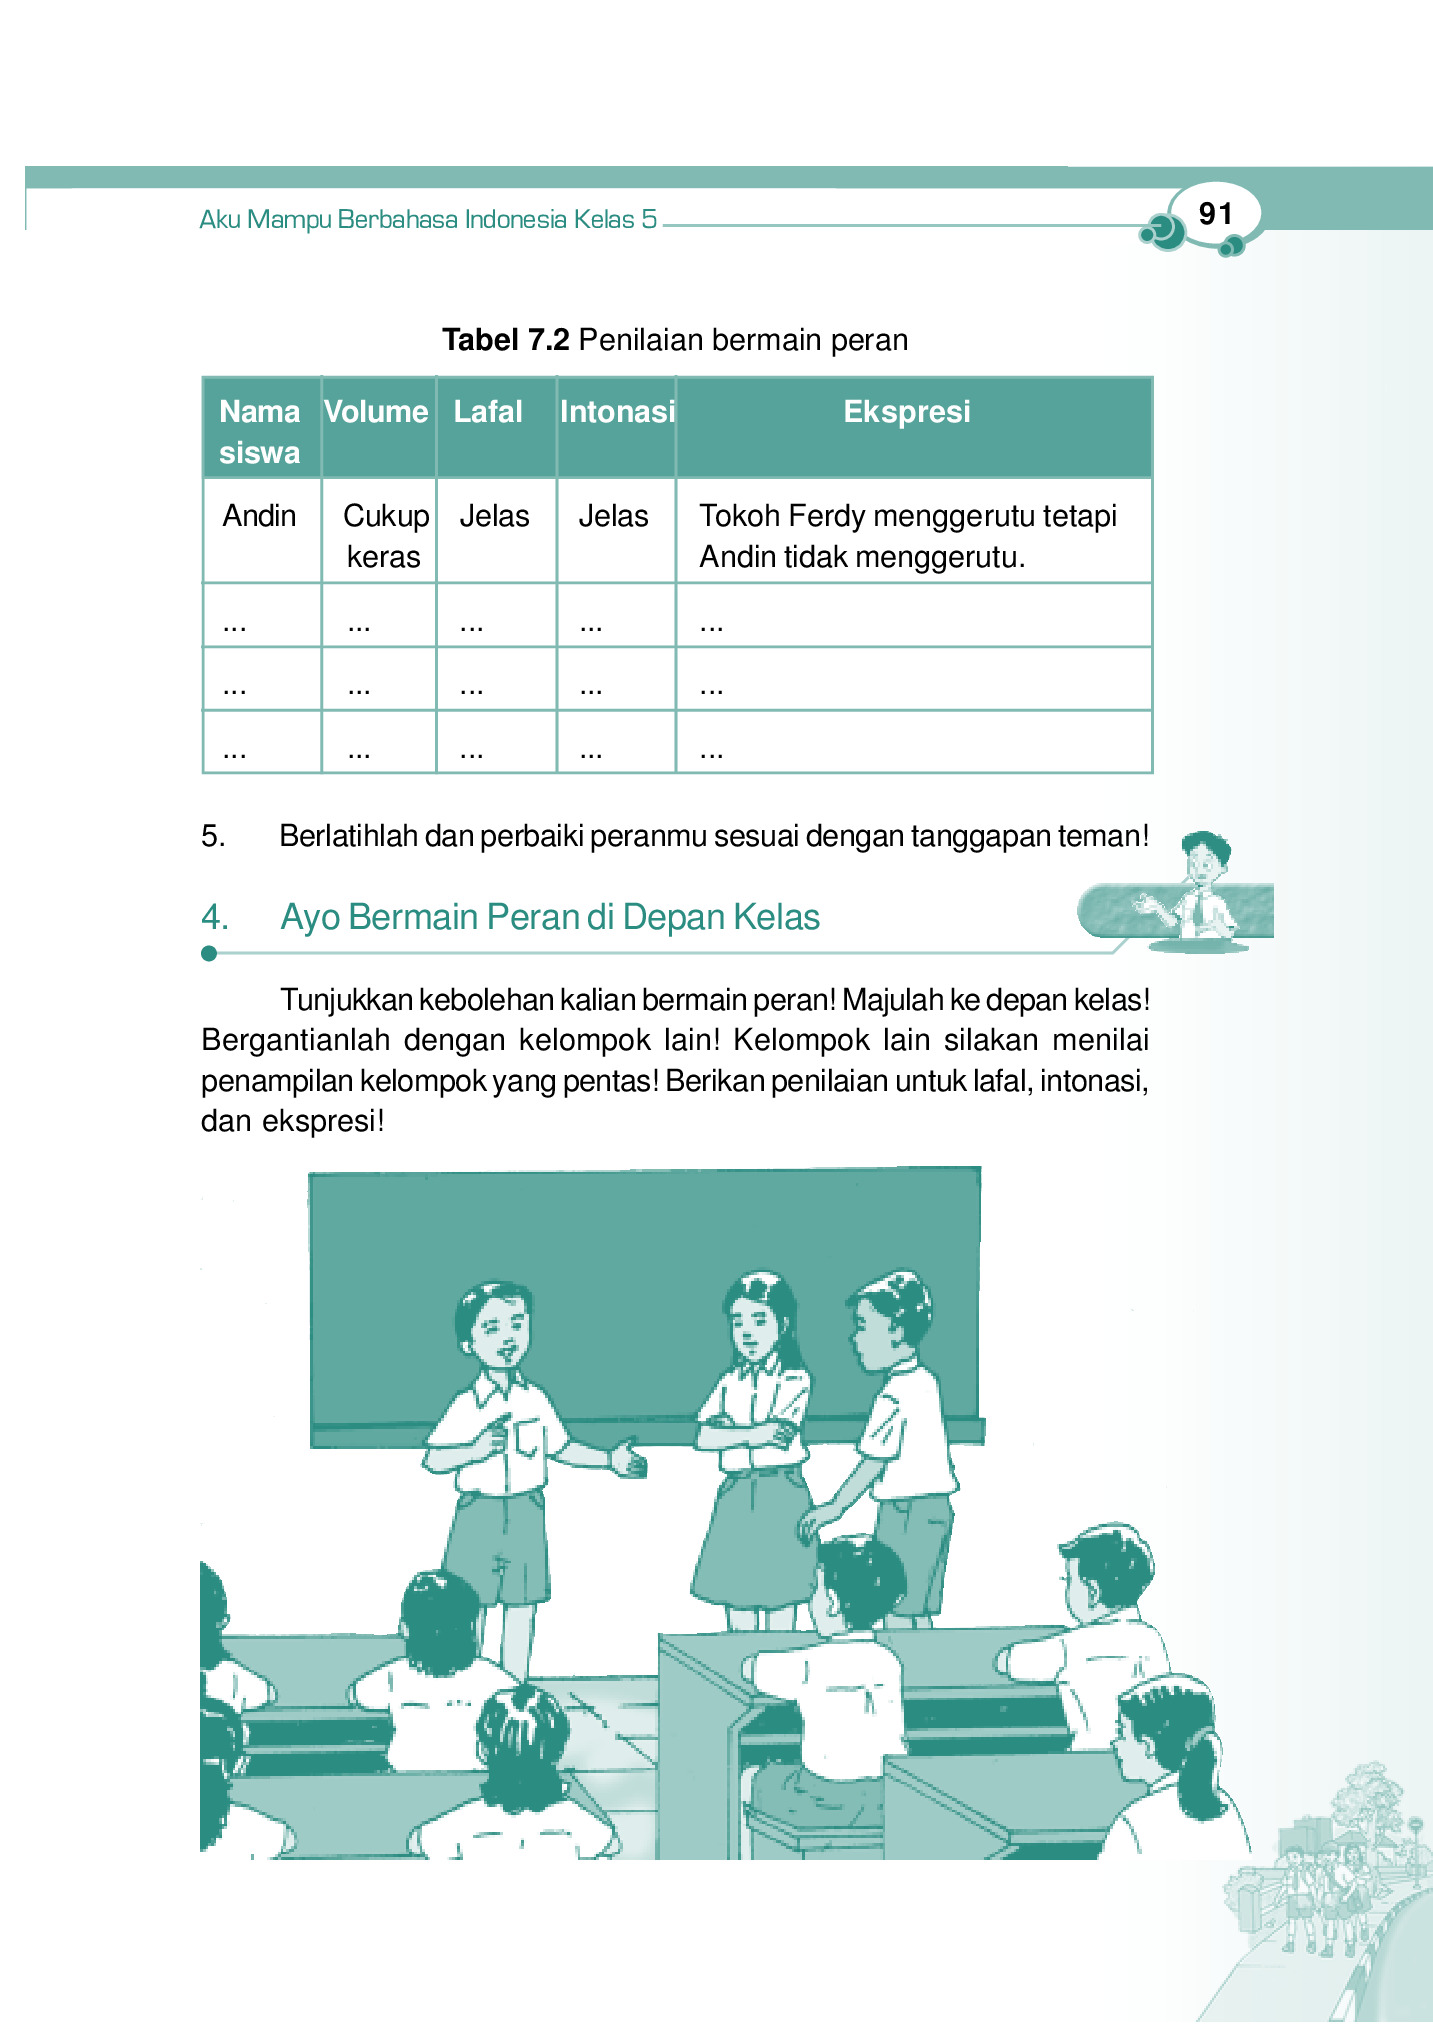 Aku Mampu Berbahasa Indonesia Kelas 5
91
Tabel 7.2 Penilaian bermain peran
Nama siswa Volume Lafal Intonasi Ekspresi
Andin Cukup keras Jelas Jelas Tokoh Ferdy menggerutu tetapi Andin tidak menggerutu.
... ... ... ... ...
... ... ... ... ...
... ... ... ... ...
5. Berlatihlah dan perbaiki peranmu sesuai dengan tanggapan teman!
4. Ayo Bermain Peran di Depan Kelas
Tunjukkan kebolehan kalian bermain peran! Majulah ke depan kelas!
Bergantianlah dengan kelompok lain! Kelompok lain silakan menilai
penampilan kelompok yang pentas! Berikan penilaian untuk lafal, intonasi,
dan ekspresi!